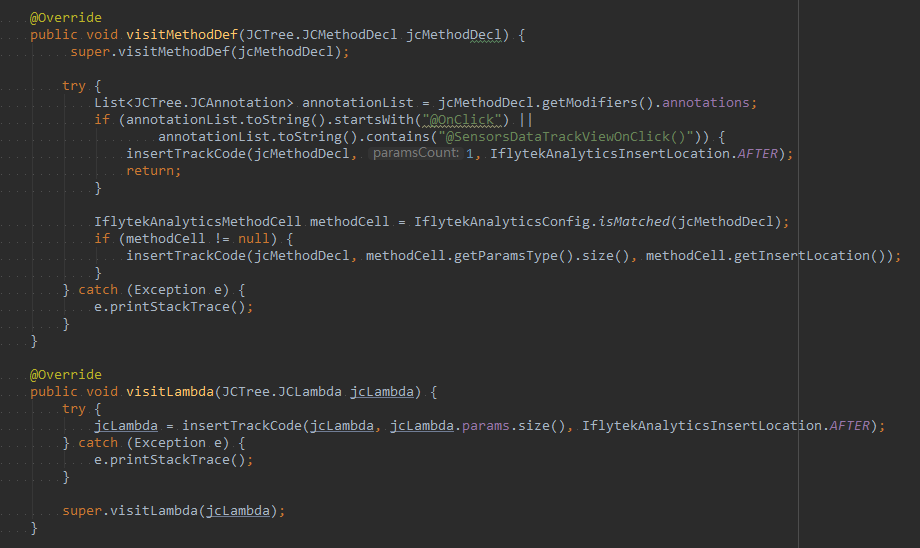 @Override
public void visitMethodDef(JCTree.JCMethodDecl jcMethodDecl) {
super.visitMethodDef(jcMethodDecl);
try {
List<JCTree.JCAnnotation> annotationList = jcMethodDecl.getModifiers().annotations;
if (annotationList.toString().startsWith("@OnClick") ||
annotationList.toString().contains("@SensorsDataTrackViewOnClick()")) {
insertTrackCode(jcMethodDecl, paramsCount: 1, IflytekAnalyticsInsertLocation.AFTER);
return;
}
IflytekAnalyticsMethodCell methodCell = IflytekAnalyticsConfig.isMatched(jcMethodDecl);
if (methodCell != null) {
insertTrackCode(jcMethodDecl, methodCell.getParamsType().size(), methodCell.getInsertLocation());
}
} catch (Exception e) {
e.printStackTrace();
}
}
@Override
public void visitLambda(JCTree.JCLambda jcLambda) {
try {
jcLambda = insertTrackCode(jcLambda, jcLambda.params.size(), IflytekAnalyticsInsertLocation.AFTER);
} catch (Exception e) {
e.printStackTrace();
}
super.visitLambda(jcLambda);
}